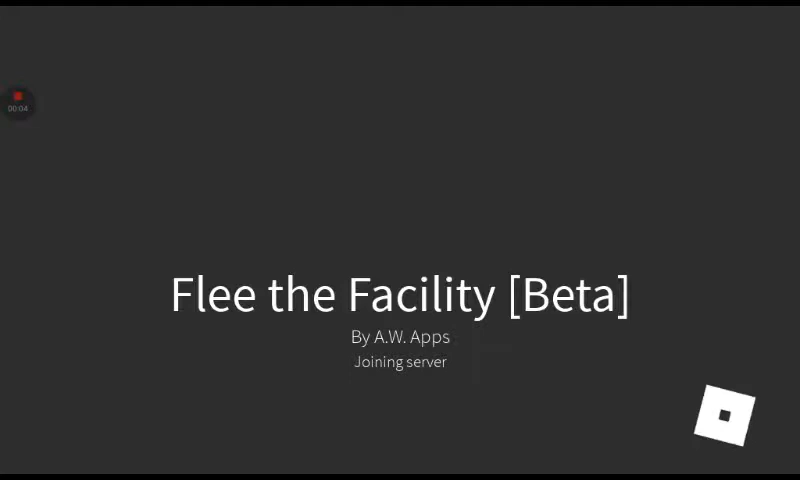 00:04
Flee the Facility [Beta]
By A.W. Apps
Joining server